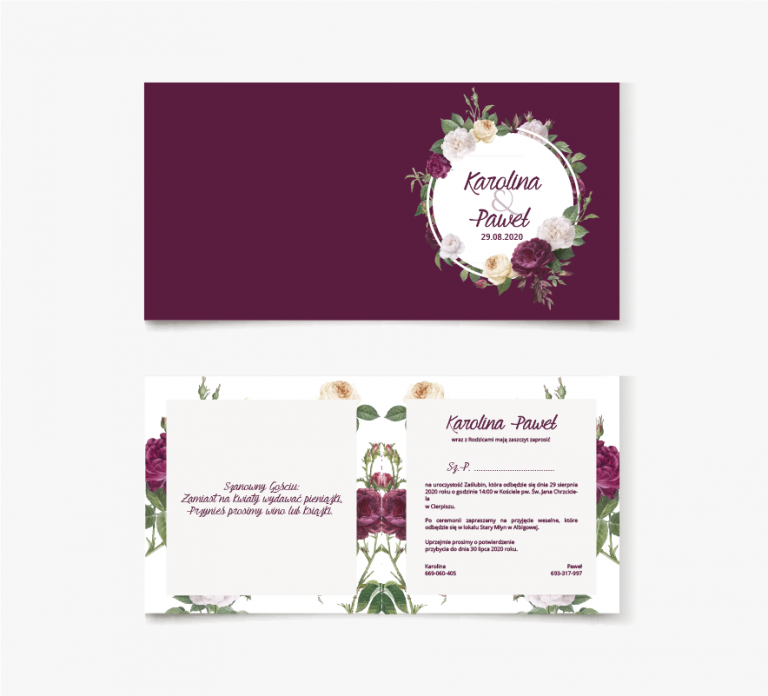 Karolina
&
Paweł
29.08.2020
Szanowny Gościu:
Zamiast na kwiaty wydawać pieniążki,
Przynieś prosimy wino lub książki.
Karolina Paweł
wraz z Rodzicami mają zaszczyt zaprosić
Sz.P. ..............................
na uroczystość Zaślubin, która odbędzie się dnia 29 sierpnia
2020 roku o godzinie 14:00 w Kościele pw. Św. Jana Chrzciciela
w Cierpiszu.
Po ceremonii zapraszamy na przyjęcie weselne, które
odbędzie się w lokalu Stary Młyn w Albigowej.
Uprzejmie prosimy o potwierdzenie
przybycia do dnia 30 lipca 2020 roku.
Karolina Paweł
669-060-405 693-317-997